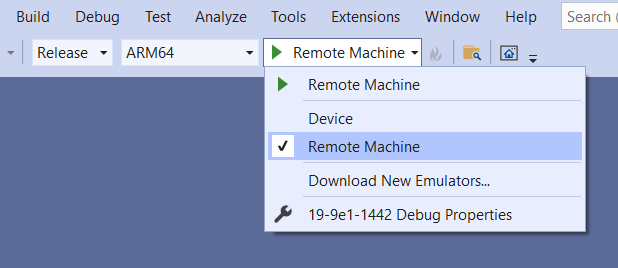 Build Debug Test Analyze Tools Extensions Window Help Search (
Release ARM64 Remote Machine
Remote Machine
Device
Remote Machine
Download New Emulators...
19-9e1-1442 Debug Properties